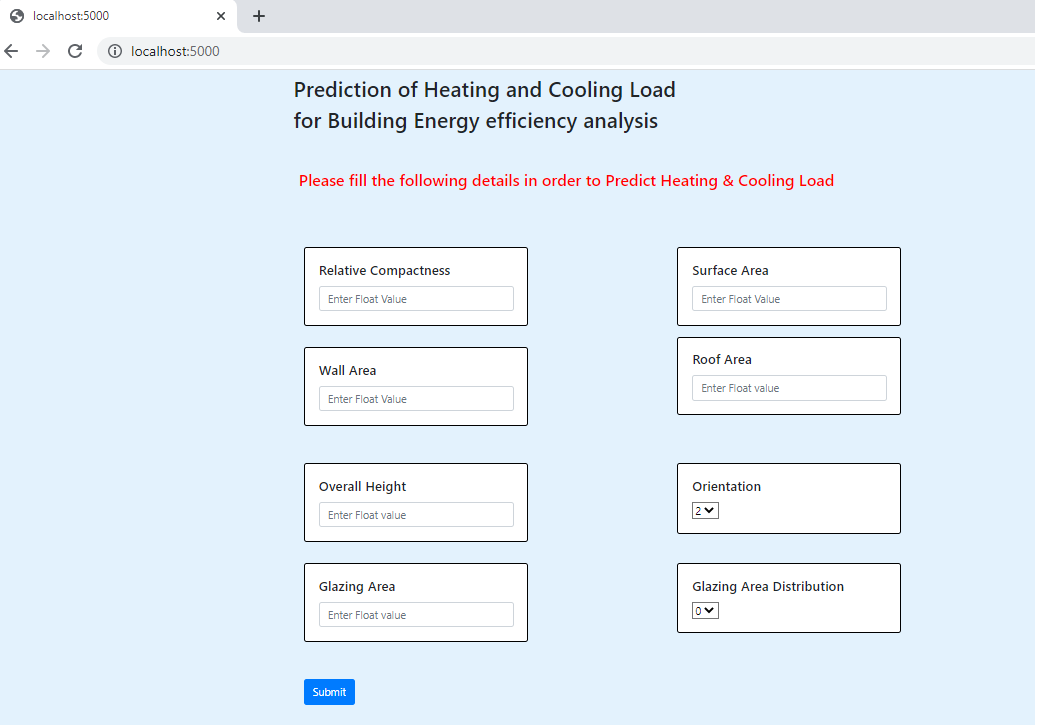 localhost:5000
localhost:5000
Prediction of Heating and Cooling Load
for Building Energy efficiency analysis
Please fill the following details in order to Predict Heating & Cooling Load
Relative Compactness
Enter Float Value
Surface Area
Enter Float Value
Wall Area
Enter Float Value
Roof Area
Enter Float value
Overall Height
Enter Float value
Orientation
2
Glazing Area
Enter Float value
Glazing Area Distribution
0
Submit